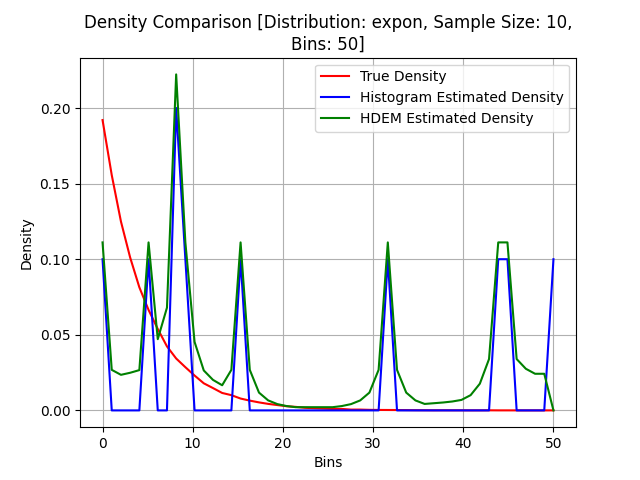 Density Comparison [Distribution: expon, Sample Size: 10,
Bins: 50]
True Density
Histogram Estimated Density
HDEM Estimated Density
Density
0.20
0.15
0.10
0.05
0.00
0 10 20 30 40 50
Bins